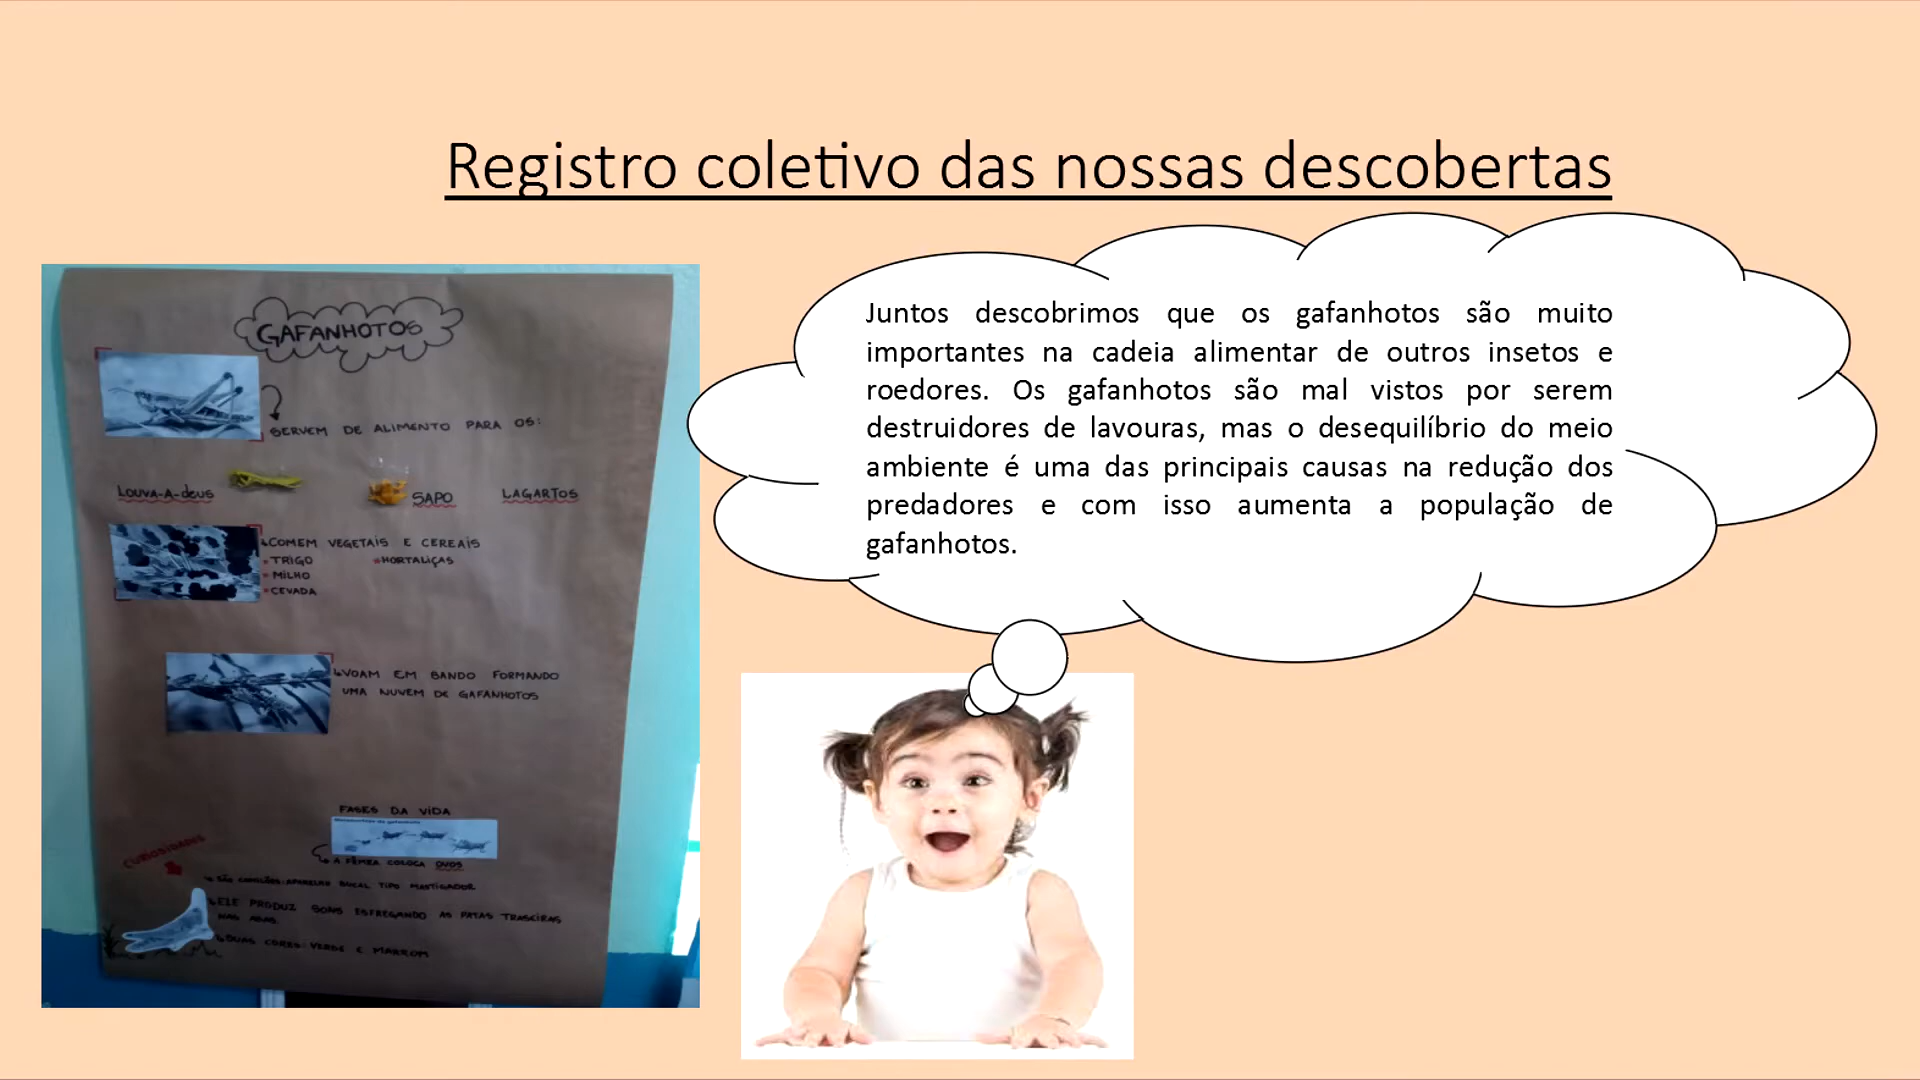 Registro coletivo das nossas descobertas
GAFANHOTOS
SERVEM DE ALIMENTO PARA OS:
LOUVA-A-deUS
SAPO
LAGARTOS
COMEM VEGETAIS E CEREAIS
TRIGO
HORTALIÇAS
MILHO
CEVADA
VOAM EM BANDO FORMANDO
UMA NUVEM DE GAFANHOTOS
FASES DA VIDA
Metamorfose do gafanhoto
A FÊMEA COLOCA OVOS
CURIOSIDADES
APARELHO BUCAL TIPO MASTIGADOR
ELE PRODUZ SONS ESFREGANDO AS PATAS TRASEIRAS
NAS ASAS
DUAS CORES: VERDE E MARROM
Juntos descobrimos que os gafanhotos são muito
importantes na cadeia alimentar de outros insetos e
roedores. Os gafanhotos são mal vistos por serem
destruidores de lavouras, mas o desequilíbrio do meio
ambiente é uma das principais causas na redução dos
predadores e com isso aumenta a população de
gafanhotos.